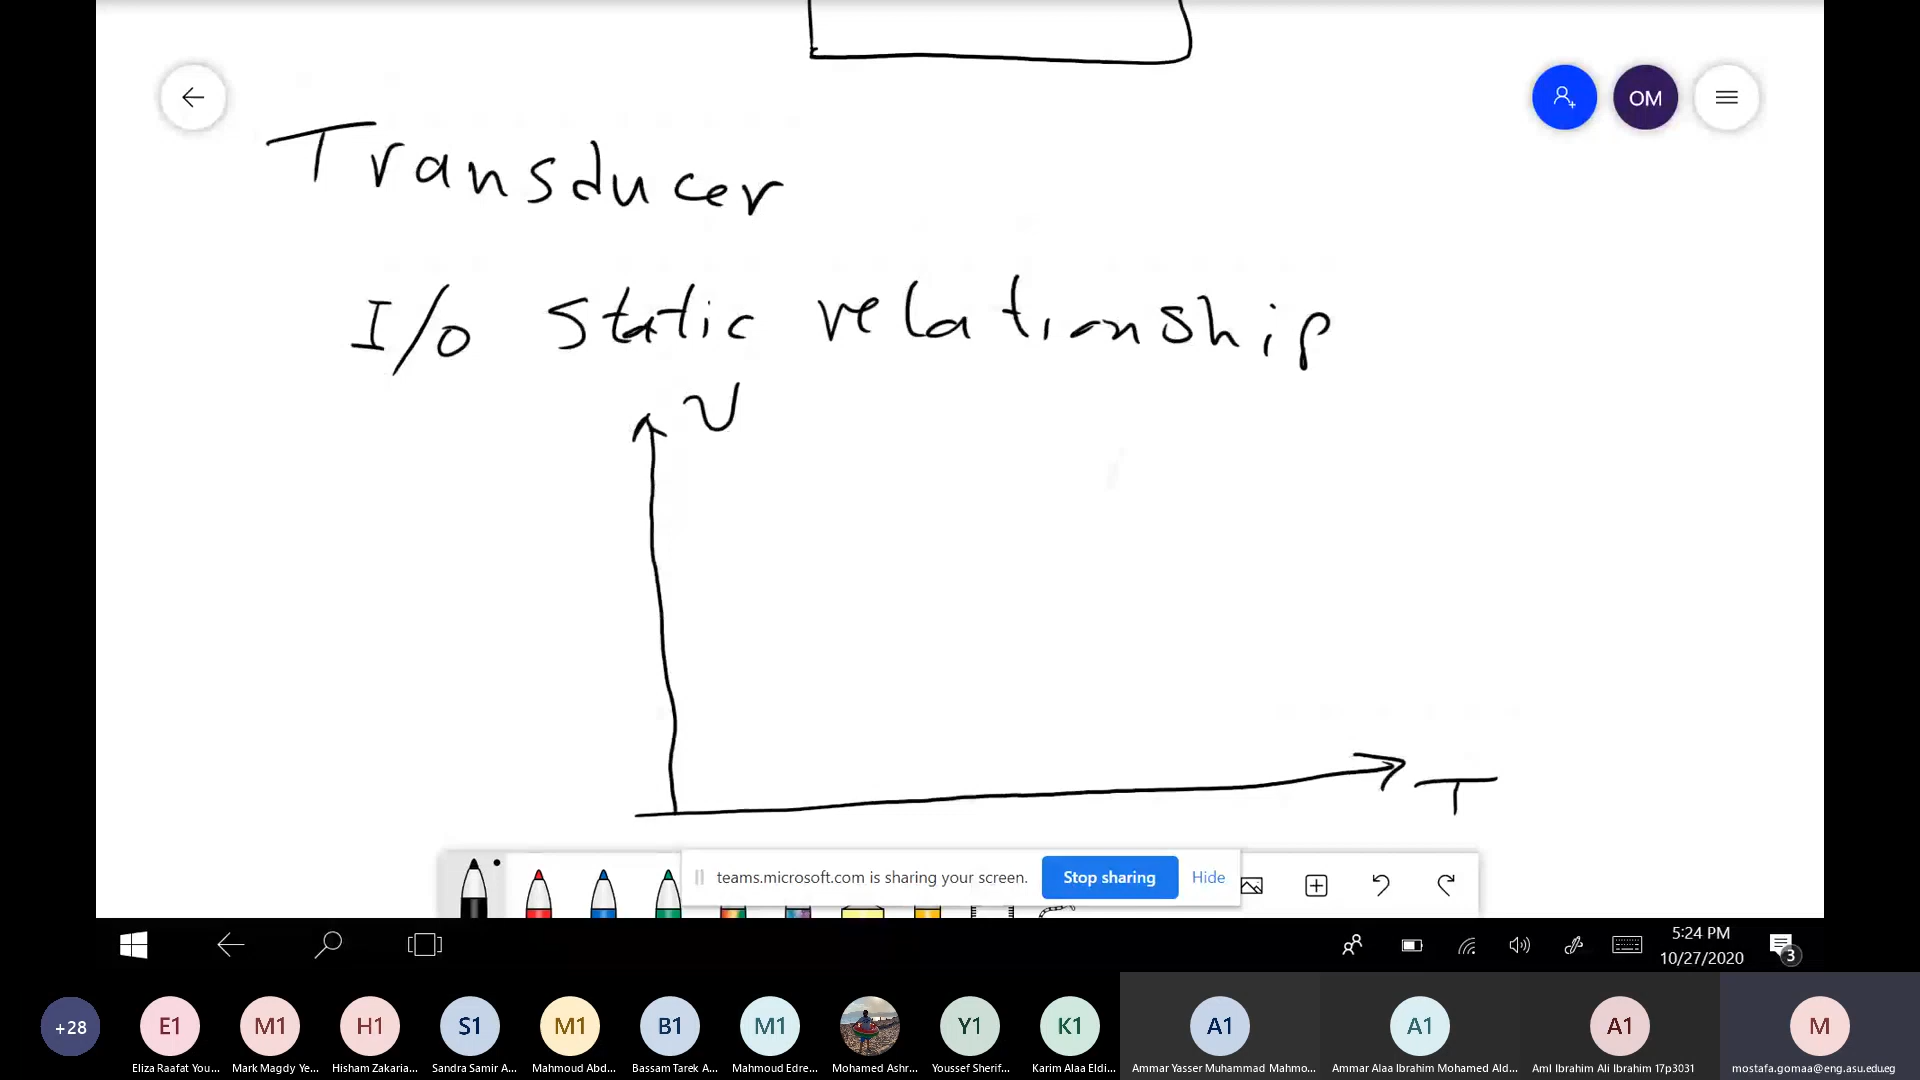 OM
Transducer
I/O static relationship
V
T
teams.microsoft.com is sharing your screen.
Stop sharing
Hide
5:24 PM
10/27/2020
3
+28
E1
M1
H1
S1
M1
B1
M1
Y1
K1
A1
A1
A1
M
Eliza Raafat You...
Mark Magdy Ye...
Hisham Zakaria...
Sandra Samir A...
Mahmoud Abd...
Bassam Tarek A...
Mahmoud Edre...
Mohamed Ashr...
Youssef Sherif...
Karim Alaa Eldi...
Ammar Yasser Muhammad Mahmo...
Ammar Alaa Ibrahim Mohamed Ald...
Aml Ibrahim Ali Ibrahim 17p3031
mostafa.gomaa@eng.asu.edu.eg